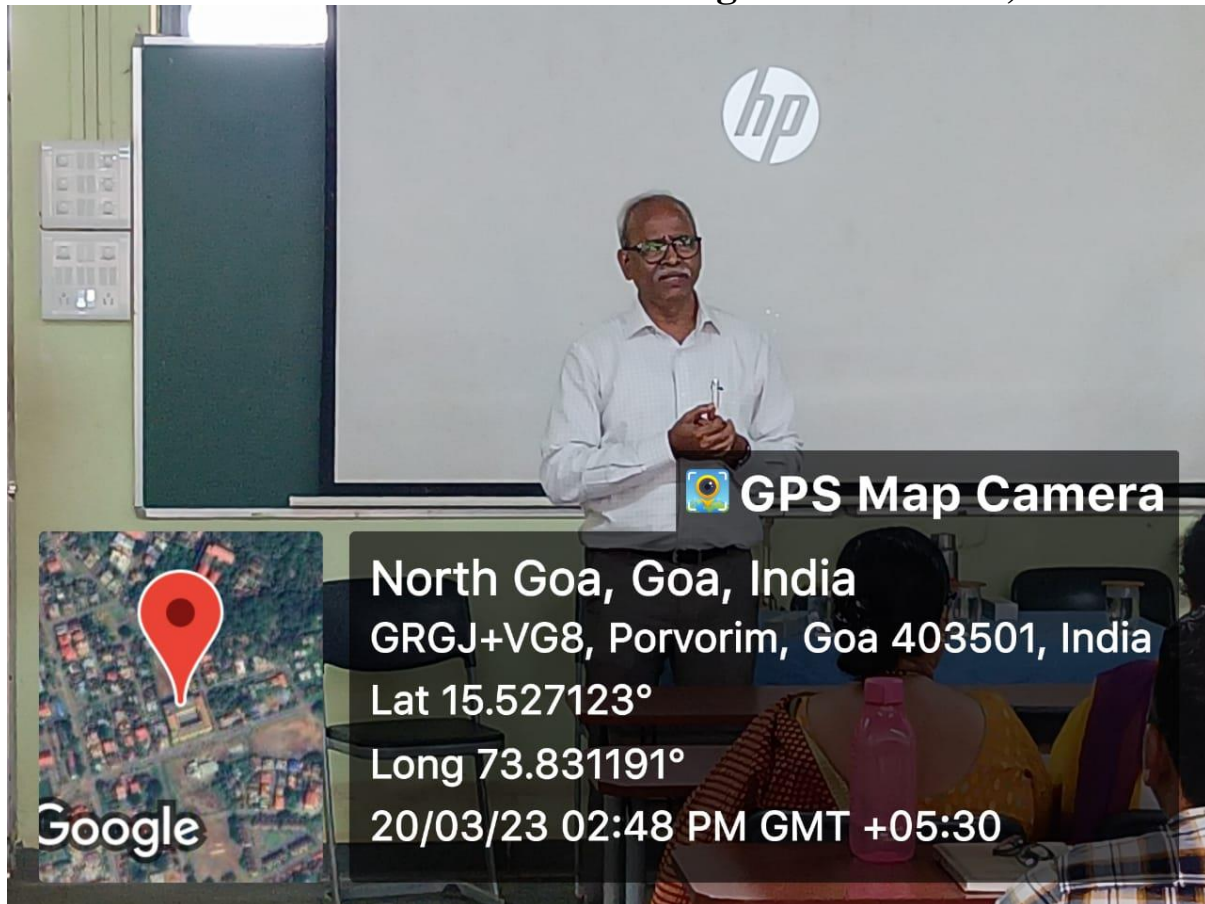 hp
GPS Map Camera
North Goa, Goa, India
GRGJ+VG8, Porvorim, Goa 403501, India
Lat 15.527123°
Long 73.831191°
20/03/23 02:48 PM GMT +05:30
Google